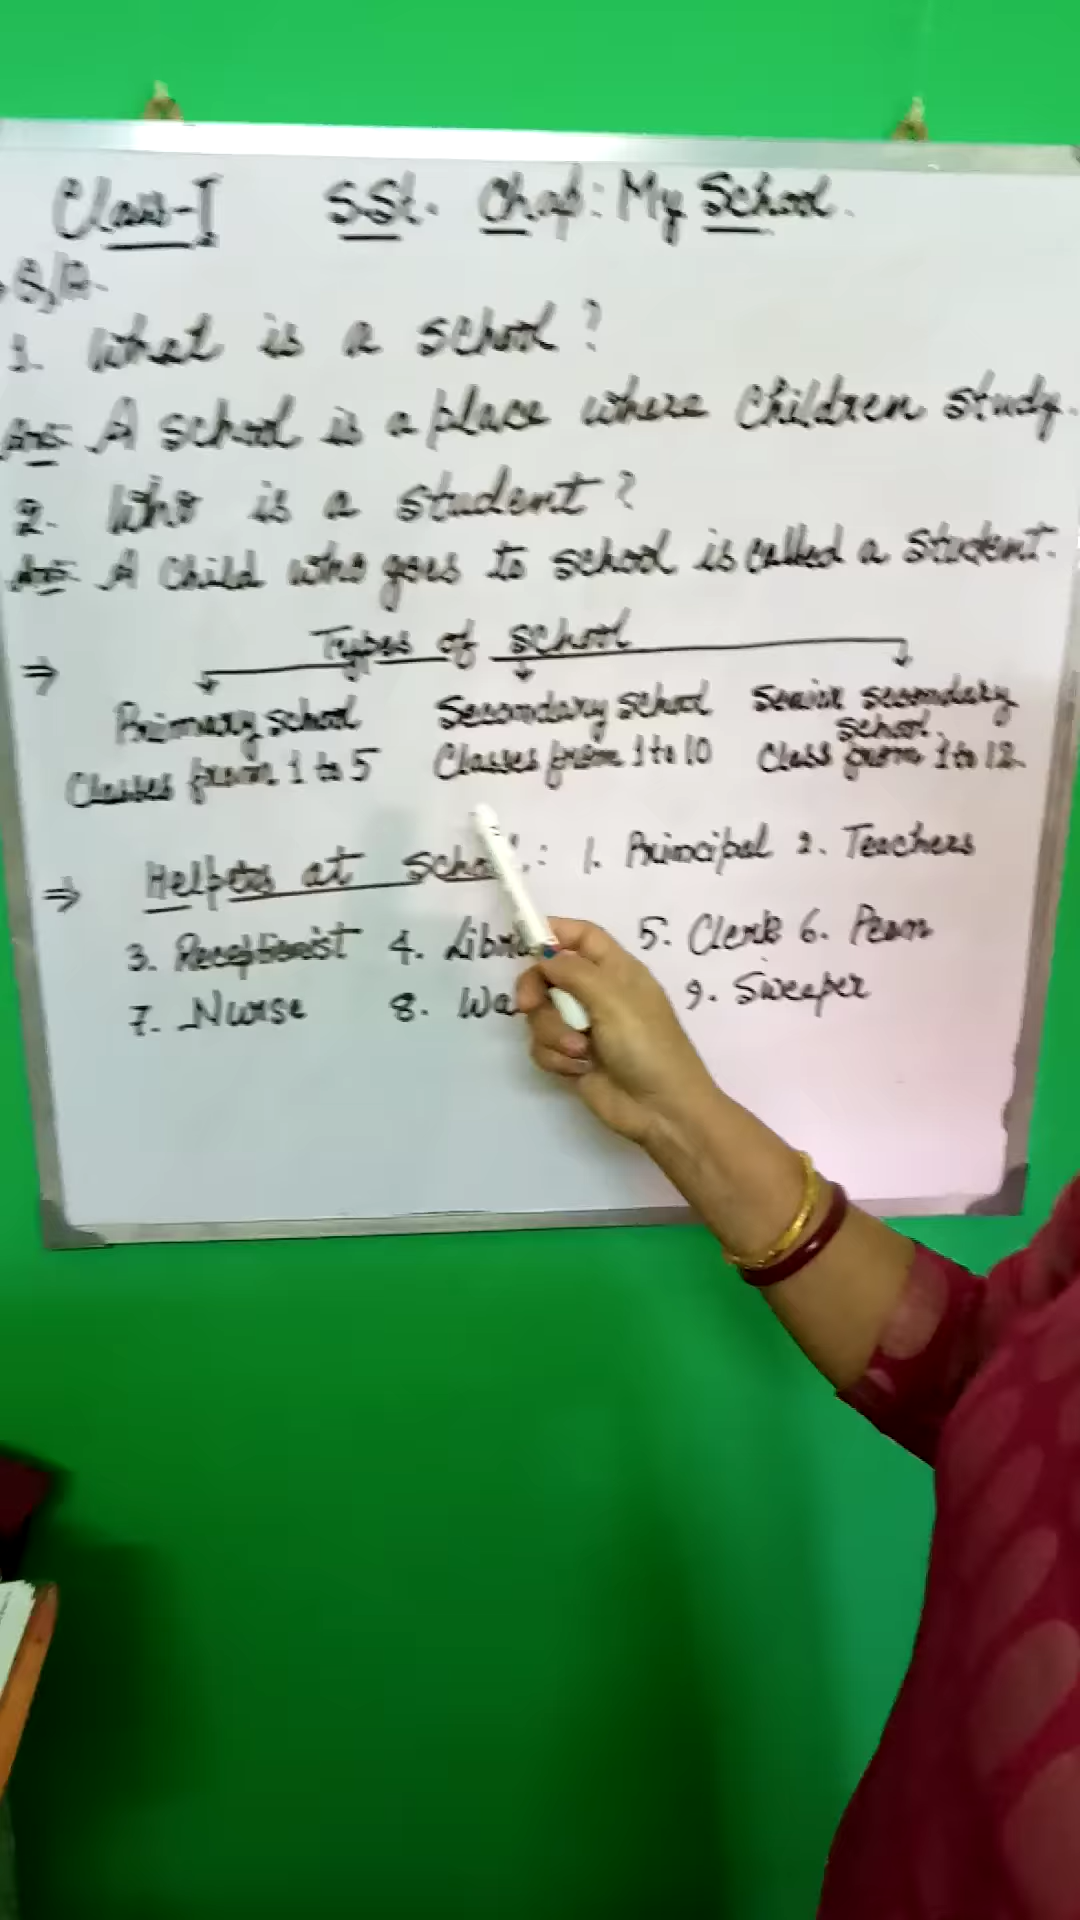 Class-I SSt. Chap: My School.
Q/A-
1. What is a school?
Ans: A school is a place where children study.
2. Who is a student?
Ans: A child who goes to school is called a student.
⇒ Types of school
Primary school Secondary school Senior secondary school
Classes from 1 to 5 Classes from 1 to 10 Class from 1 to 12
⇒ Helpers at school: 1. Principal 2. Teachers
3. Receptionist 4. 5. Clerk 6. Peon
7. Nurse 8. 9. Sweeper